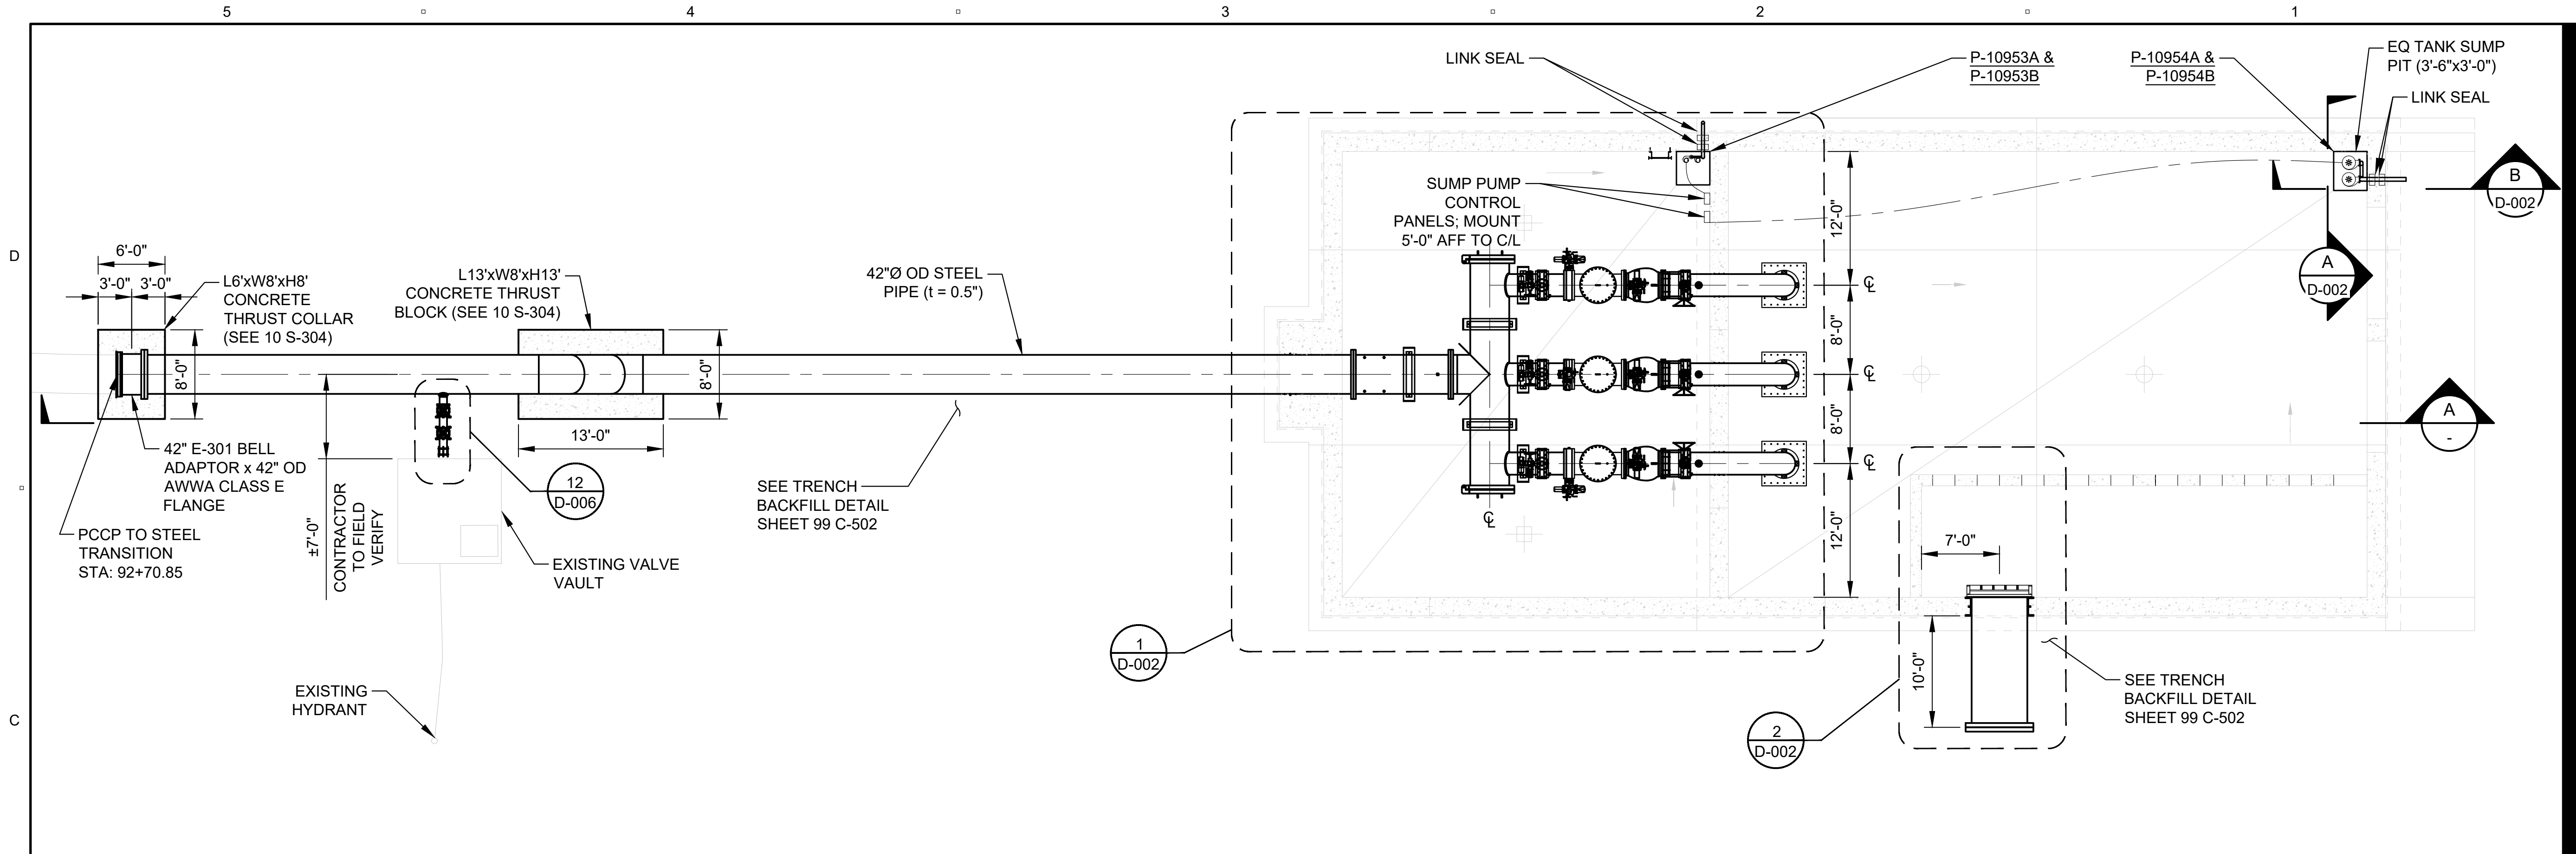 5
4
3
2
1
LINK SEAL
P-10953A &
P-10953B
P-10954A &
P-10954B
EQ TANK SUMP
PIT (3'-6"x3'-0")
LINK SEAL
SUMP PUMP
CONTROL
PANELS; MOUNT
5'-0" AFF TO C/L
12'-0"
B
D-002
A
D-002
D
6'-0"
3'-0"
3'-0"
L6'xW8'xH8'
CONCRETE
THRUST COLLAR
(SEE 10 S-304)
L13'xW8'xH13'
CONCRETE THRUST
BLOCK (SEE 10 S-304)
42"Ø OD STEEL
PIPE (t = 0.5")
℄
8'-0"
8'-0"
8'-0"
℄
8'-0"
A
-
13'-0"
42" E-301 BELL
ADAPTOR x 42" OD
AWWA CLASS E
FLANGE
12
D-006
SEE TRENCH
BACKFILL DETAIL
SHEET 99 C-502
℄
℄
12'-0"
±7'-0"
CONTRACTOR
TO FIELD
VERIFY
PCCP TO STEEL
TRANSITION
STA: 92+70.85
EXISTING VALVE
VAULT
7'-0"
1
D-002
10'-0"
EXISTING
HYDRANT
SEE TRENCH
BACKFILL DETAIL
SHEET 99 C-502
C
2
D-002